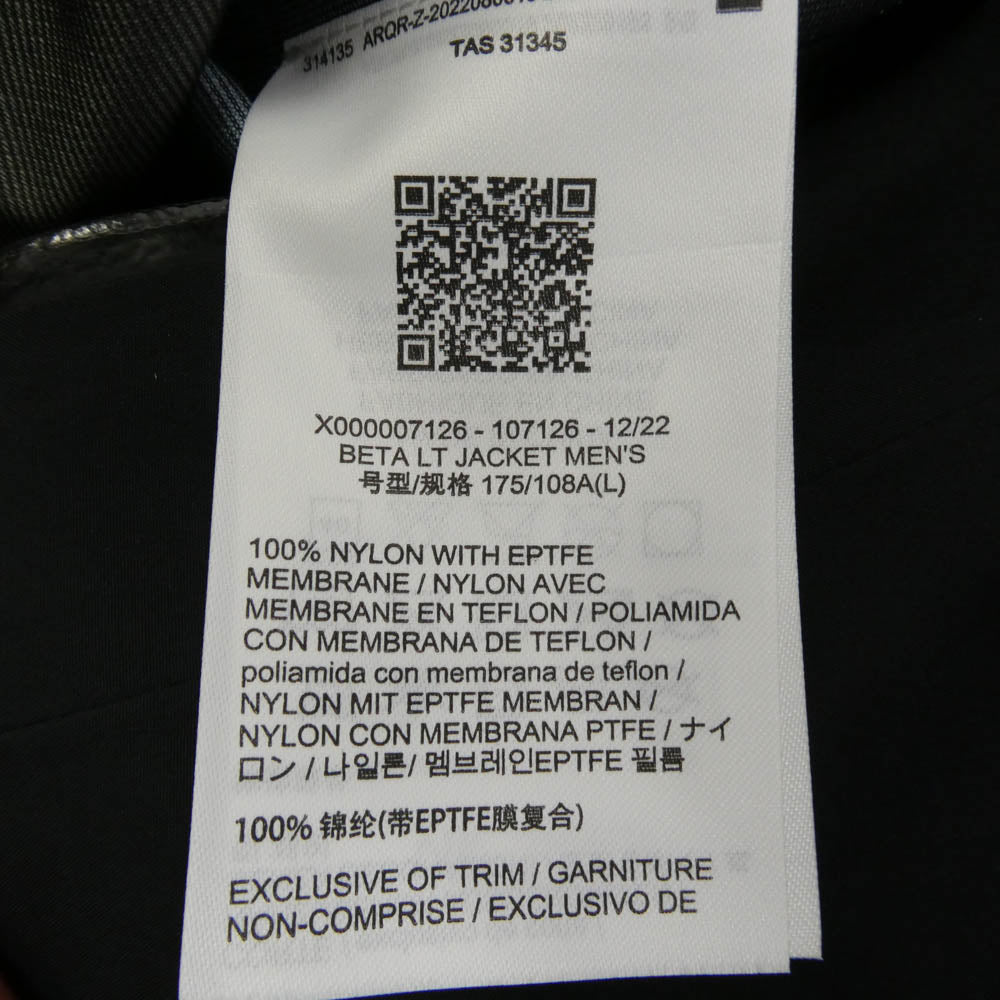 314135 ARQR-Z-20220806
TAS 31345
X000007126 - 107126 - 12/22
BETA LT JACKET MEN'S
号型/规格 175/108A(L)
100% NYLON WITH EPTFE
MEMBRANE / NYLON AVEC
MEMBRANE EN TEFLON / POLIAMIDA
CON MEMBRANA DE TEFLON /
poliamida con membrana de teflon /
NYLON MIT EPTFE MEMBRAN /
NYLON CON MEMBRANA PTFE / ナイ
ロン / 나일론/ 멤브레인EPTFE 필름
100% 锦纶(带EPTFE膜复合)
EXCLUSIVE OF TRIM / GARNITURE
NON-COMPRISE / EXCLUSIVO DE